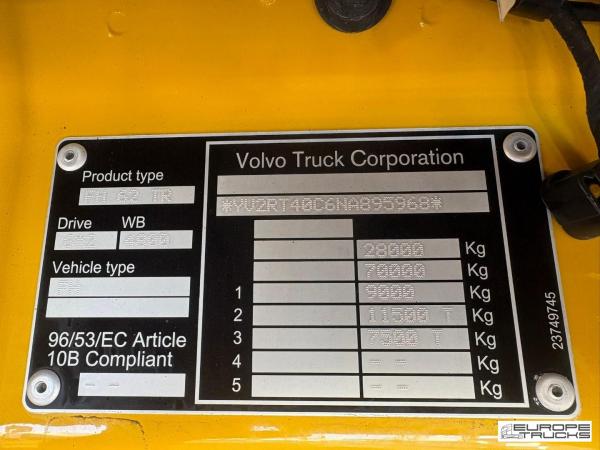 Volvo Truck Corporation
Product type
FH 62 TR
*YV2RT40C6NA895968*
Drive WB
4800
28000 Kg
70000 Kg
Vehicle type
FH
1 9000 Kg
2 11500 T Kg
3 7500 T Kg
96/53/EC Article
10B Compliant
- -
4 - - Kg
5 - - Kg
23749745
EUROPE
TRUCKS